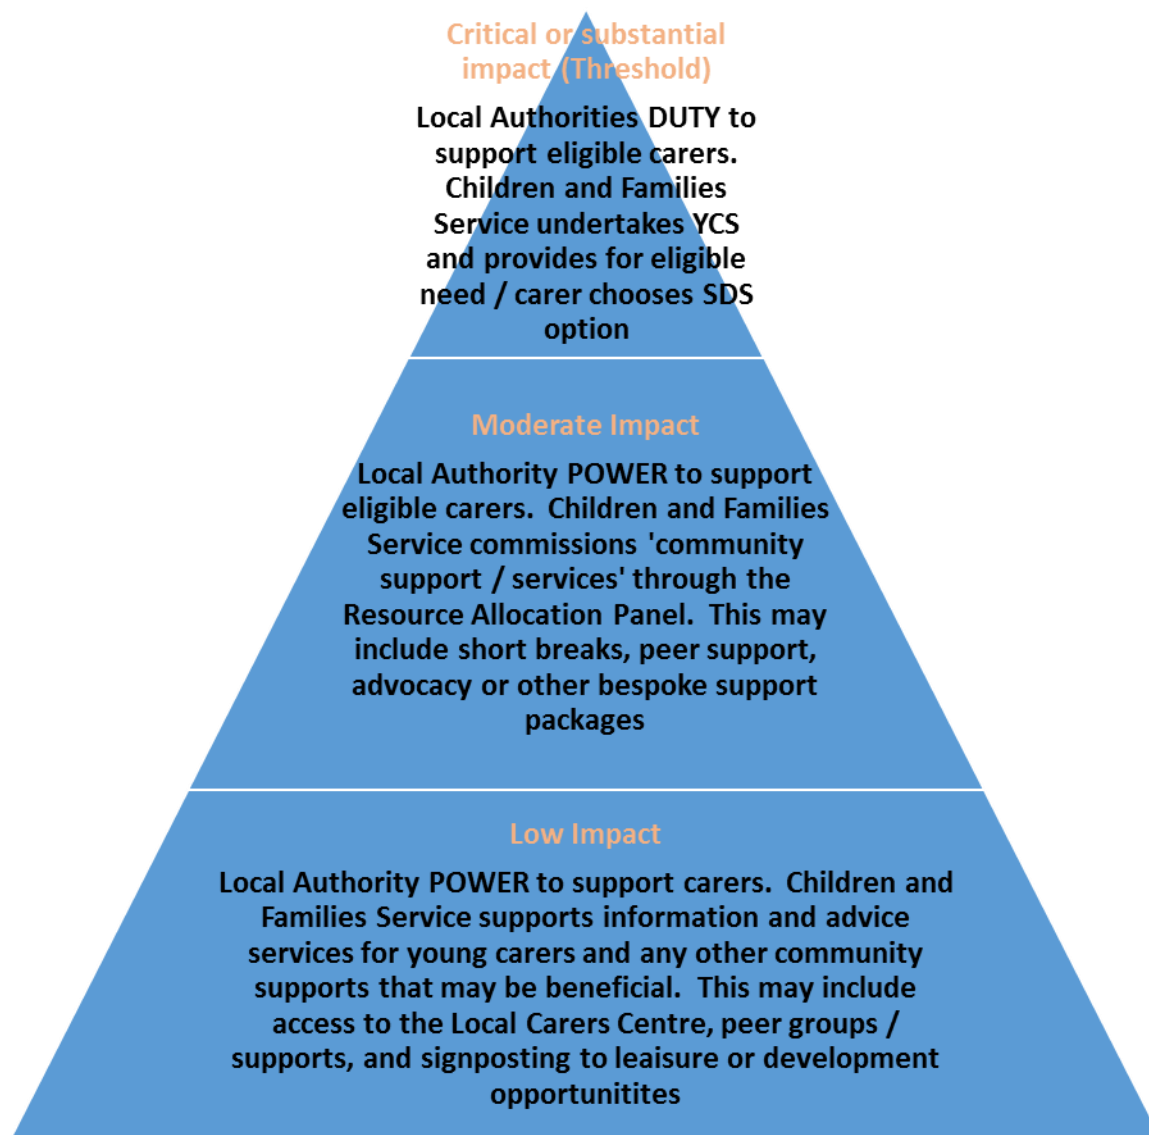 Critical or substantial
impact (Threshold)
Local Authorities DUTY to
support eligible carers.
Children and Families
Service undertakes YCS
and provides for eligible
need / carer chooses SDS
option
Moderate Impact
Local Authority POWER to support
eligible carers.  Children and Families
Service commissions 'community
support / services' through the
Resource Allocation Panel.  This may
include short breaks, peer support,
advocacy or other bespoke support
packages
Low Impact
Local Authority POWER to support carers.  Children and
Families Service supports information and advice
services for young carers and any other community
supports that may be beneficial.  This may include
access to the Local Carers Centre, peer groups /
supports, and signposting to leaisure or development
opportunitites